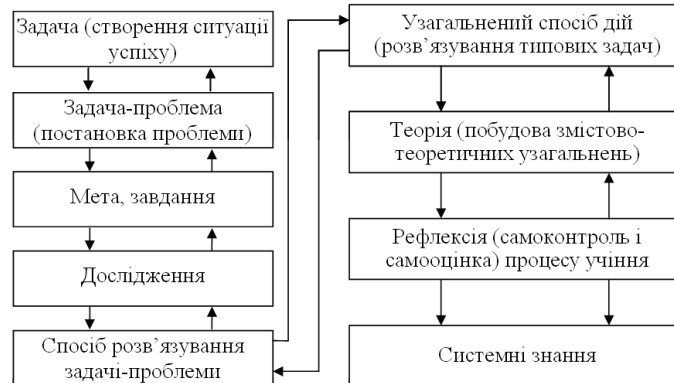 Задача (створення ситуації
успіху)
Задача-проблема
(постановка проблеми)
Мета, завдання
Дослідження
Спосіб розв’язування
задачі-проблеми
Узагальнений спосіб дій
(розв’язування типових задач)
Теорія (побудова змістово-
теоретичних узагальнень)
Рефлексія (самоконтроль і
самооцінка) процесу учіння
Системні знання